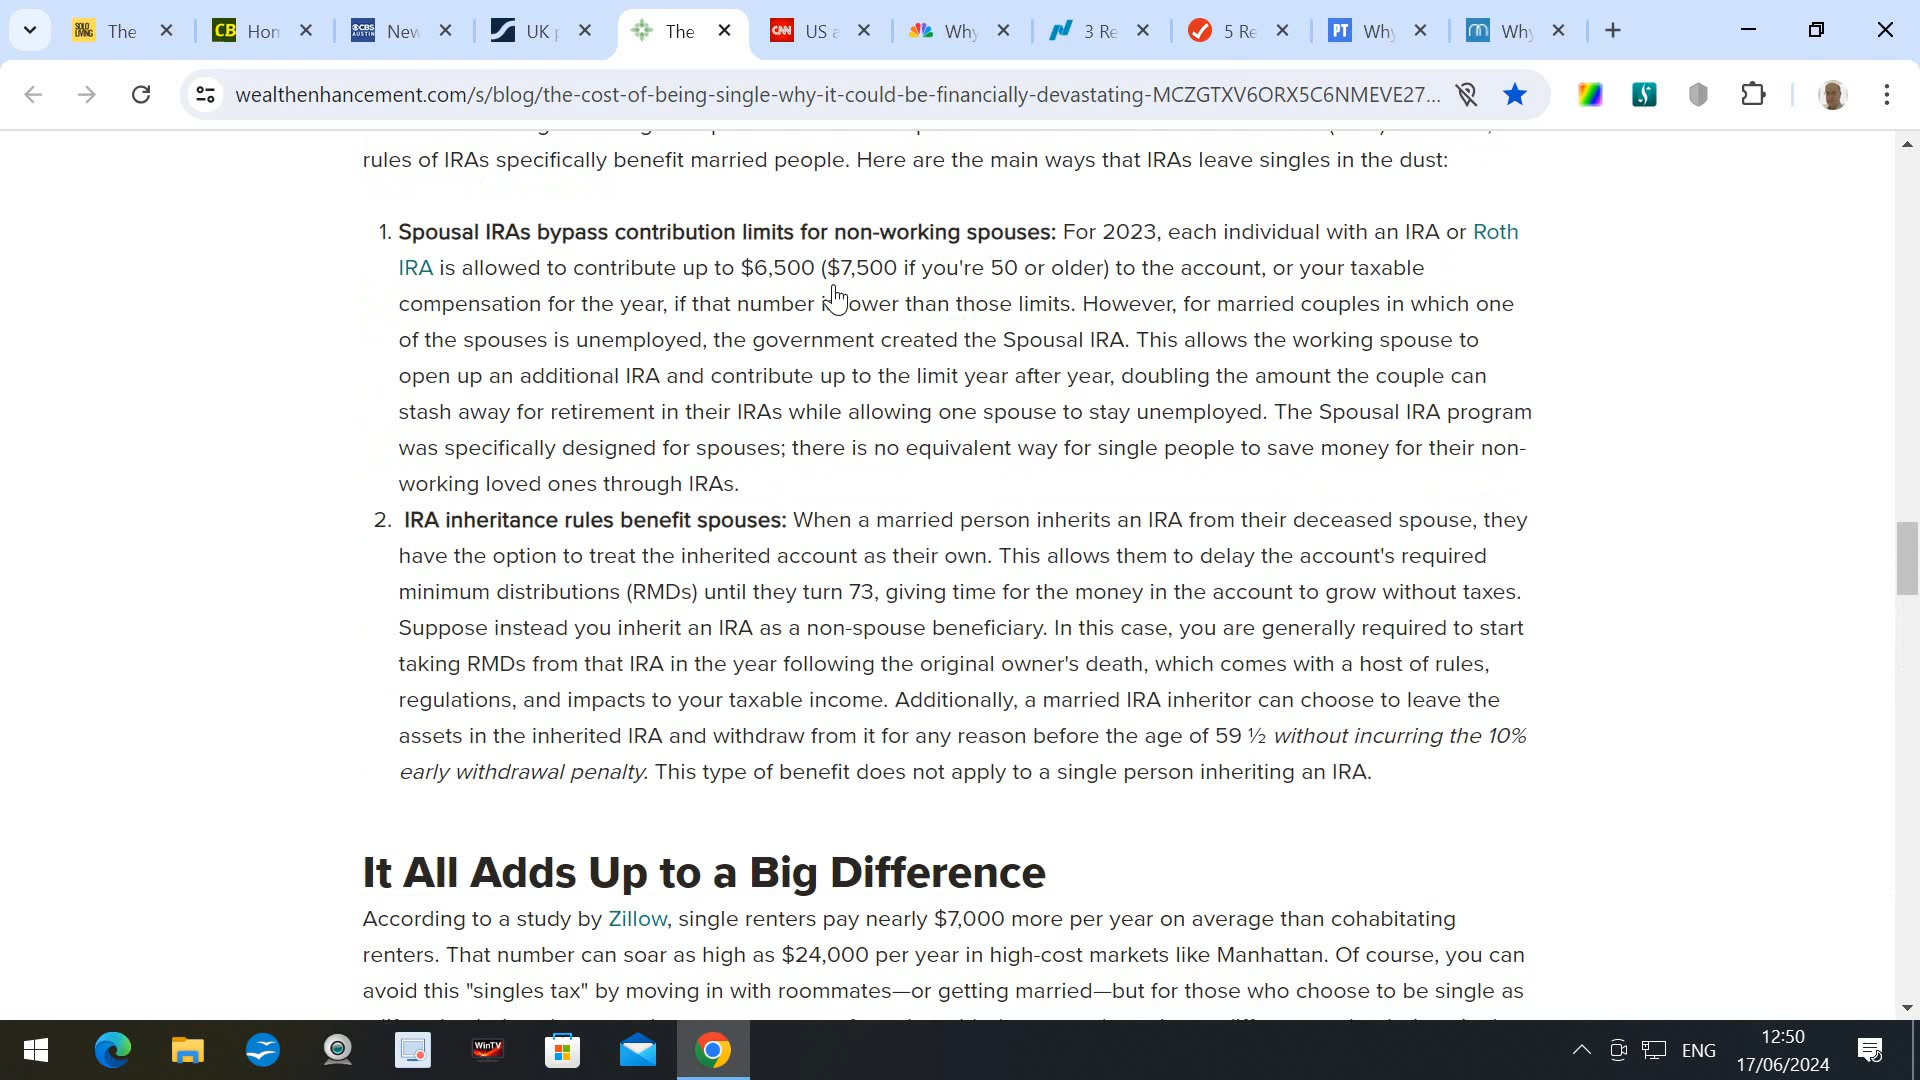 The
Hon
New
UK
The
US a
Why
3 Re
5 Re
Why
Why
wealthenhancement.com/s/blog/the-cost-of-being-single-why-it-could-be-financially-devastating-MCZGTXV6ORX5C6NMEVE27...
rules of IRAs specifically benefit married people. Here are the main ways that IRAs leave singles in the dust:
1. Spousal IRAs bypass contribution limits for non-working spouses: For 2023, each individual with an IRA or Roth
IRA is allowed to contribute up to $6,500 ($7,500 if you're 50 or older) to the account, or your taxable
compensation for the year, if that number is lower than those limits. However, for married couples in which one
of the spouses is unemployed, the government created the Spousal IRA. This allows the working spouse to
open up an additional IRA and contribute up to the limit year after year, doubling the amount the couple can
stash away for retirement in their IRAs while allowing one spouse to stay unemployed. The Spousal IRA program
was specifically designed for spouses; there is no equivalent way for single people to save money for their non-
working loved ones through IRAs.
2. IRA inheritance rules benefit spouses: When a married person inherits an IRA from their deceased spouse, they
have the option to treat the inherited account as their own. This allows them to delay the account's required
minimum distributions (RMDs) until they turn 73, giving time for the money in the account to grow without taxes.
Suppose instead you inherit an IRA as a non-spouse beneficiary. In this case, you are generally required to start
taking RMDs from that IRA in the year following the original owner's death, which comes with a host of rules,
regulations, and impacts to your taxable income. Additionally, a married IRA inheritor can choose to leave the
assets in the inherited IRA and withdraw from it for any reason before the age of 59 ½ without incurring the 10%
early withdrawal penalty. This type of benefit does not apply to a single person inheriting an IRA.
It All Adds Up to a Big Difference
According to a study by Zillow, single renters pay nearly $7,000 more per year on average than cohabitating
renters. That number can soar as high as $24,000 per year in high-cost markets like Manhattan. Of course, you can
avoid this "singles tax" by moving in with roommates—or getting married—but for those who choose to be single as
WinTV
ENG
12:50
17/06/2024